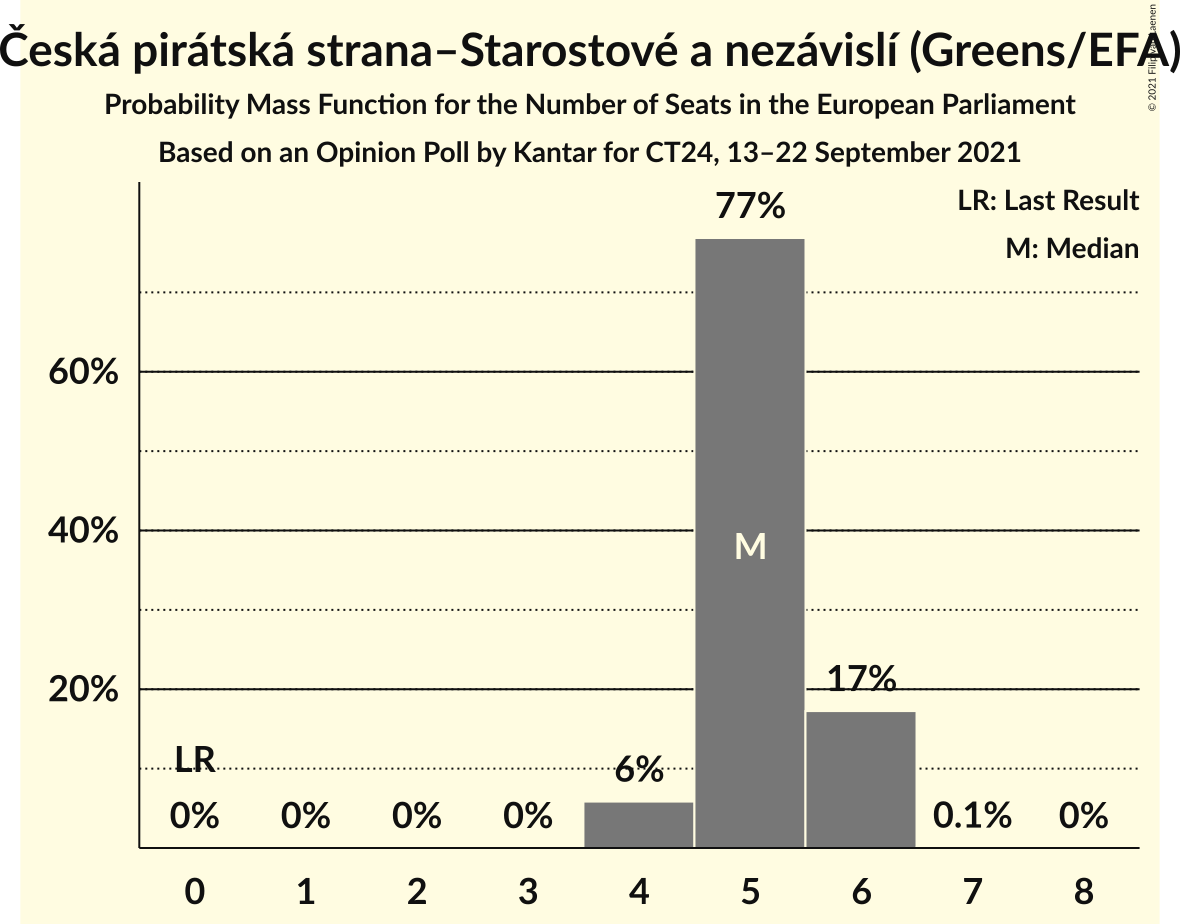 Česká pirátská strana–Starostové a nezávislí (Greens/EFA)
Probability Mass Function for the Number of Seats in the European Parliament
Based on an Opinion Poll by Kantar for CT24, 13–22 September 2021
© 2021 Filip
LR: Last Result
M: Median
77%
60%
40%
M
20%
17%
LR
6%
0% 0% 0% 0% 0.1% 0%
0 1 2 3 4 5 6 7 8